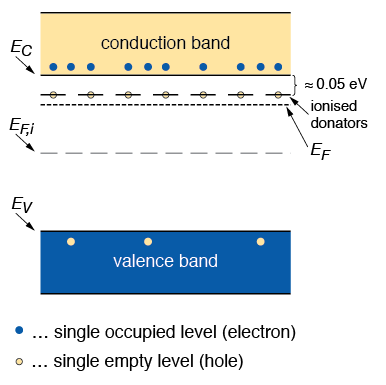 E_C
conduction band
≈ 0.05 eV
ionised
donators
E_F,i
E_F
E_V
valence band
... single occupied level (electron)
... single empty level (hole)